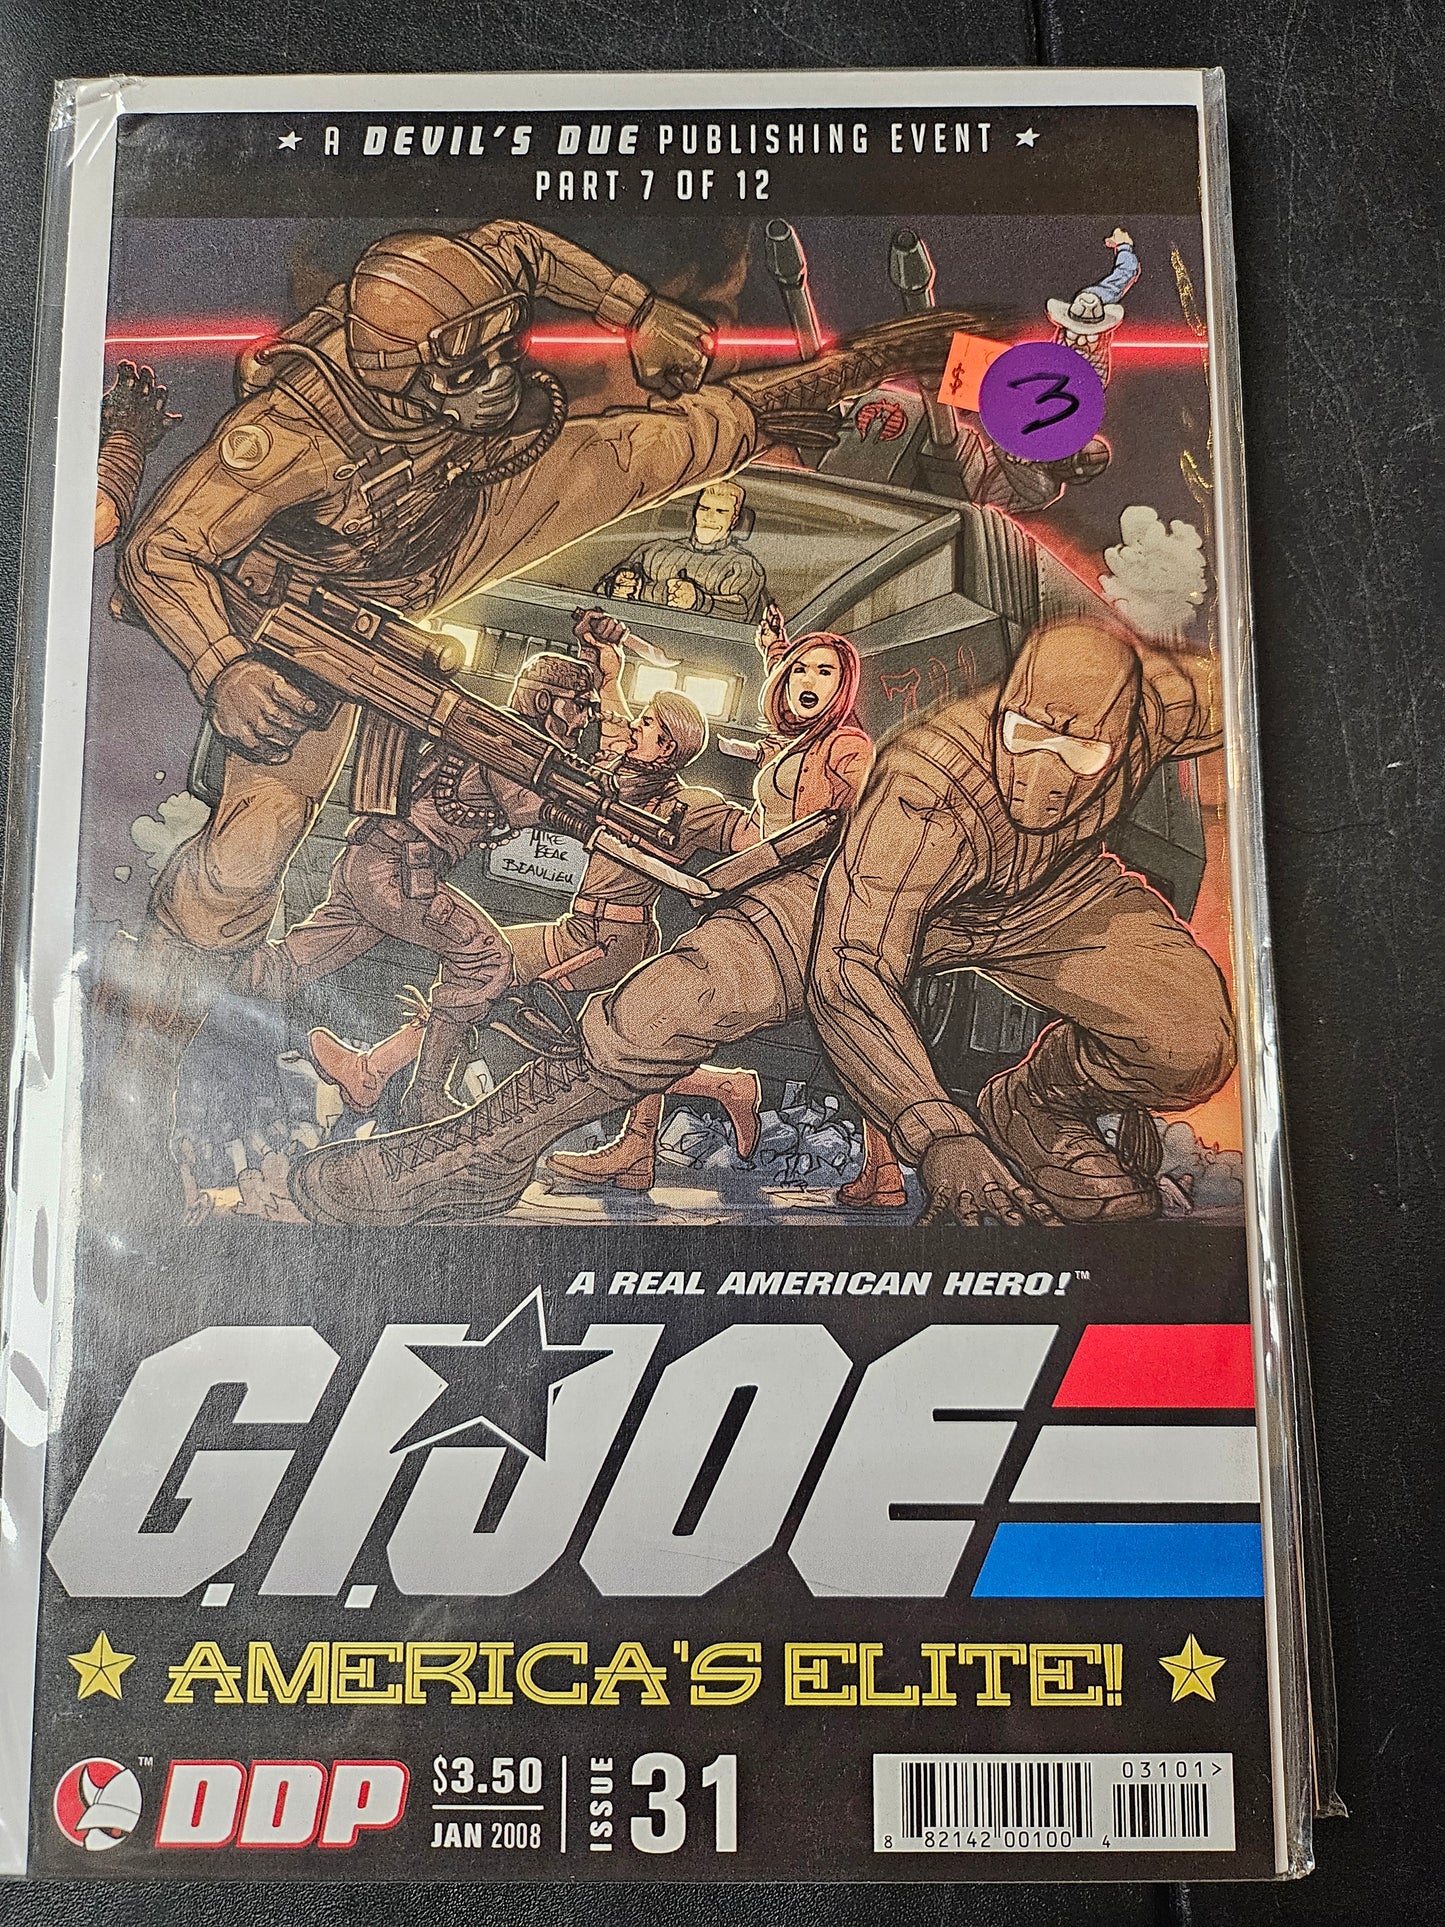 ★ A DEVIL'S DUE PUBLISHING EVENT ★
PART 7 OF 12
3
MIKE
BEAR
BEAULIEU
A REAL AMERICAN HERO!™
G.I. JOE
AMERICA'S ELITE!
™
DDP
$3.50
JAN 2008
ISSUE
31
03101>
8 82142 00100 4